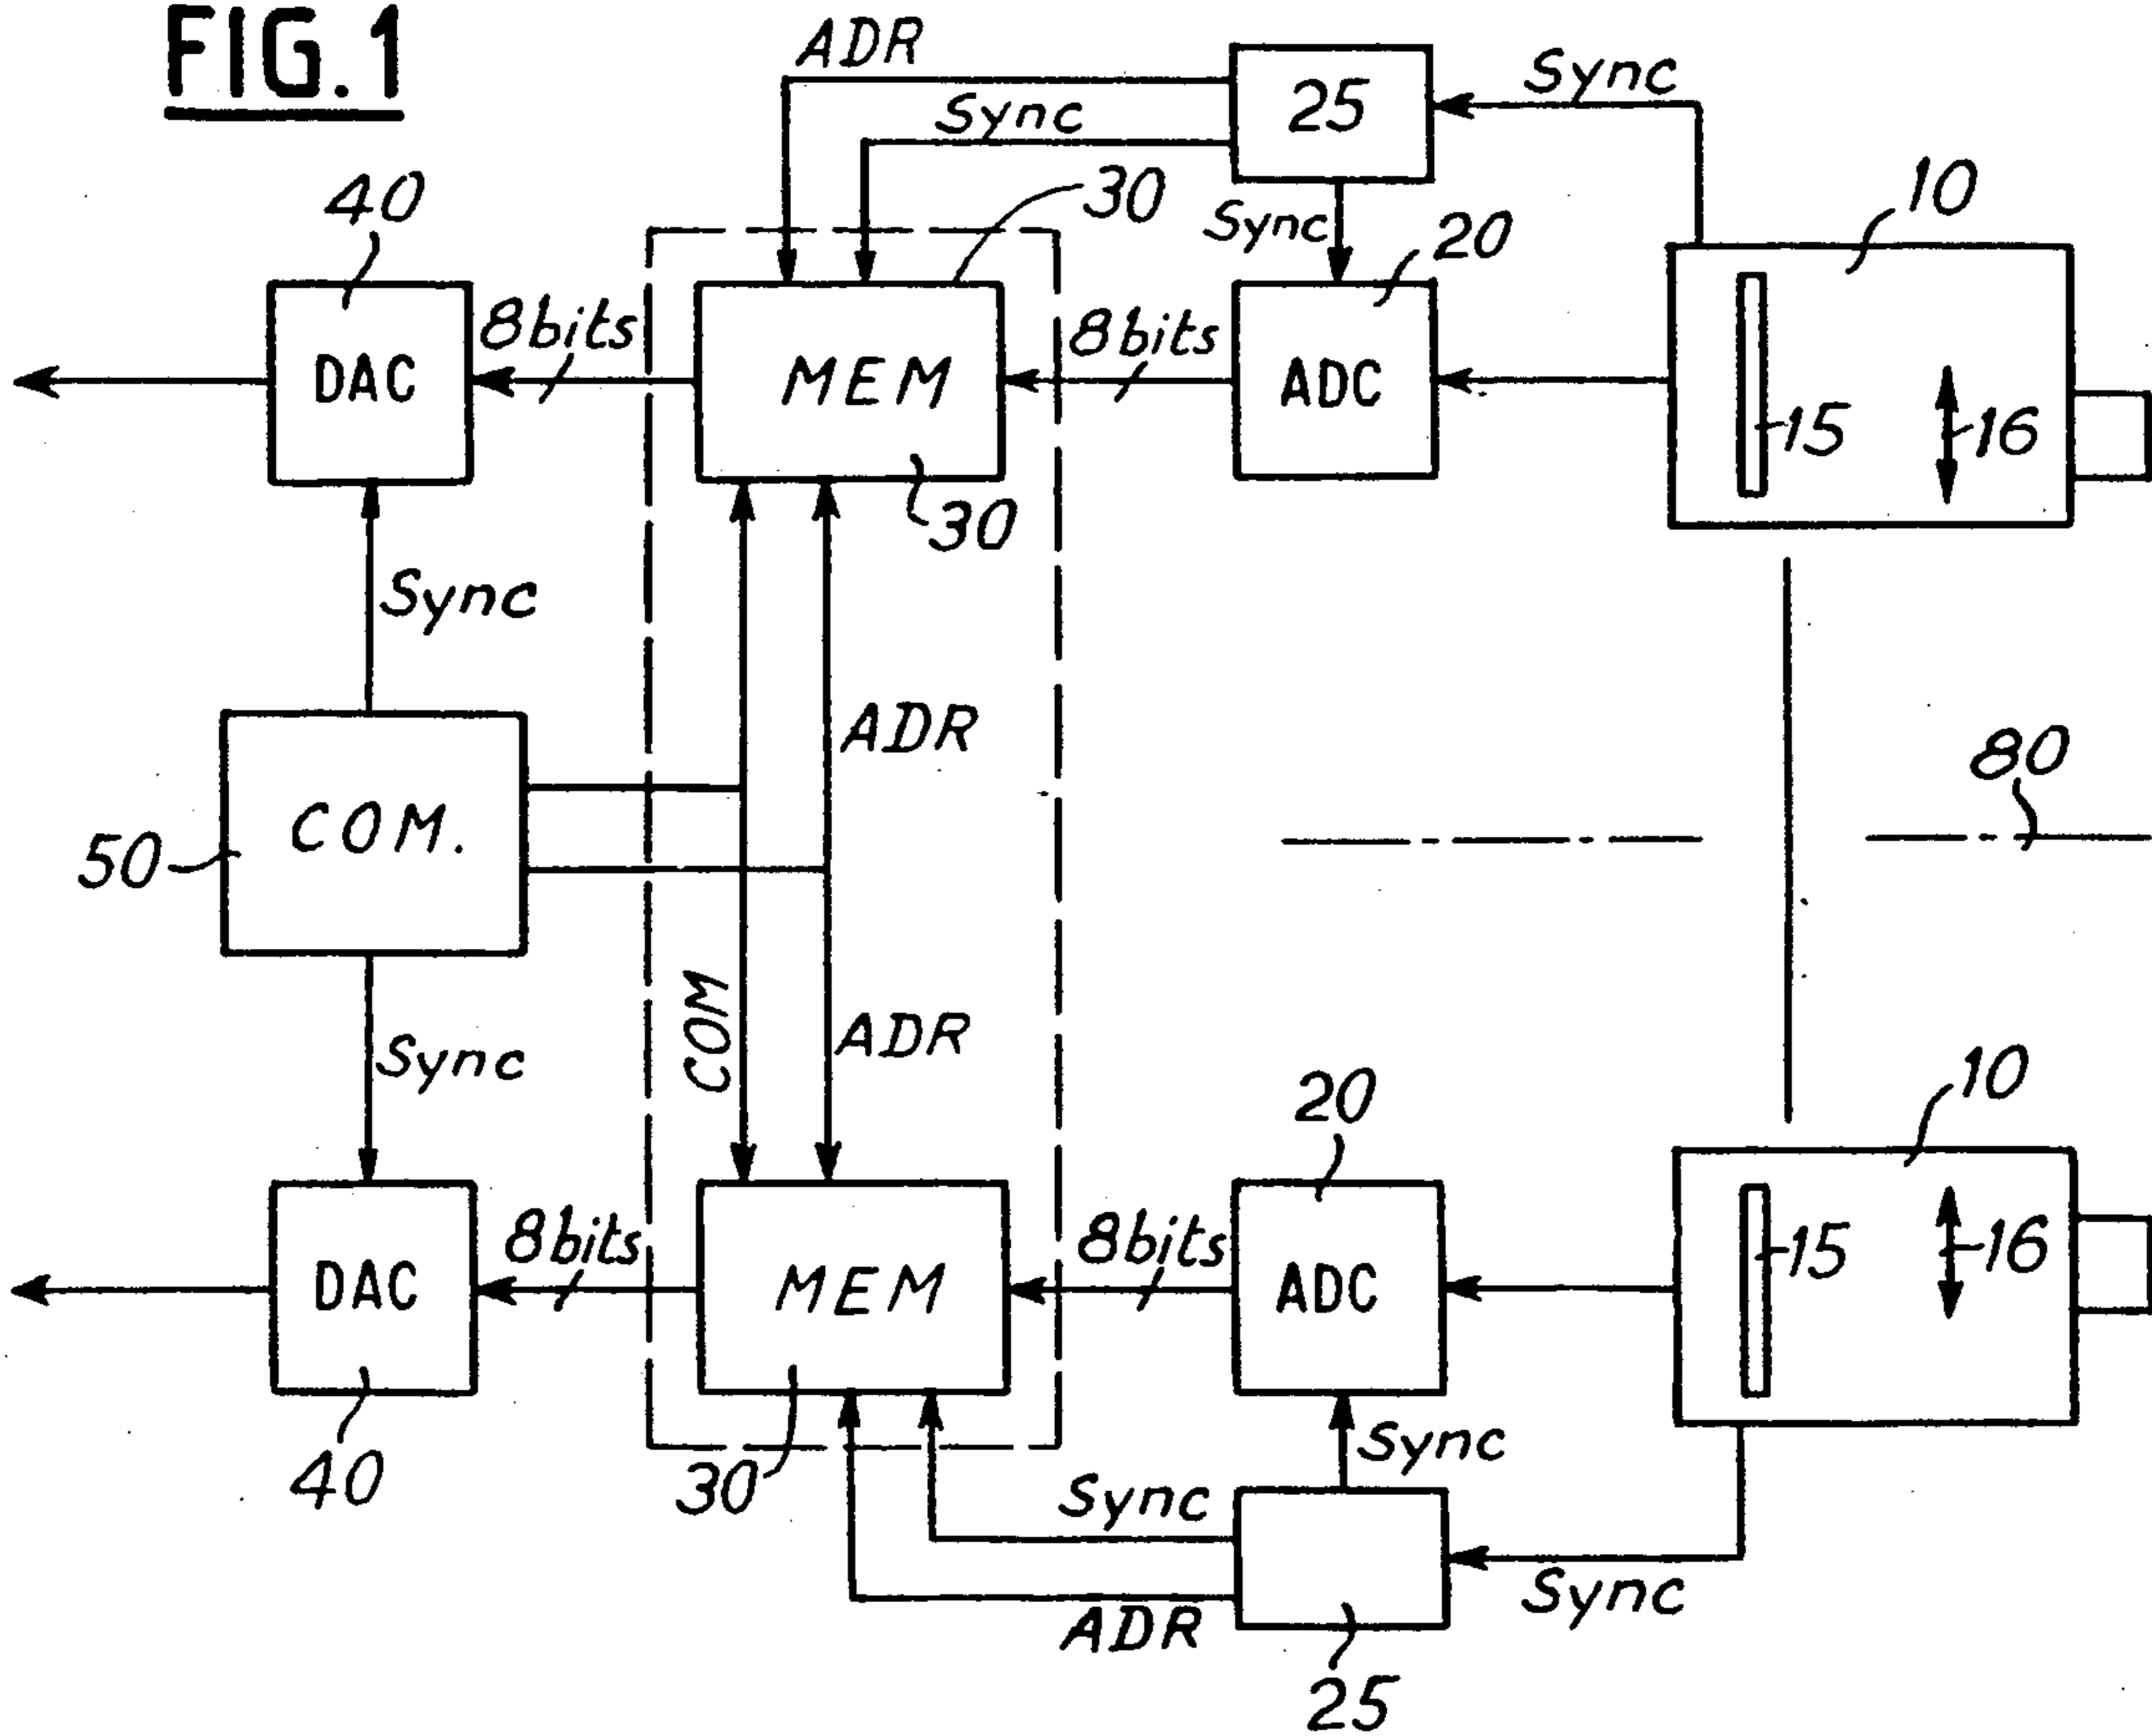 FIG.1
ADR
25
Sync
Sync
40
30
10
Sync
20
8bits
8bits
DAC
MEM
ADC
15
16
30
Sync
ADR
80
COM.
50
COM
ADR
Sync
20
10
8bits
8bits
15
16
DAC
MEM
ADC
40
30
Sync
Sync
Sync
ADR
25